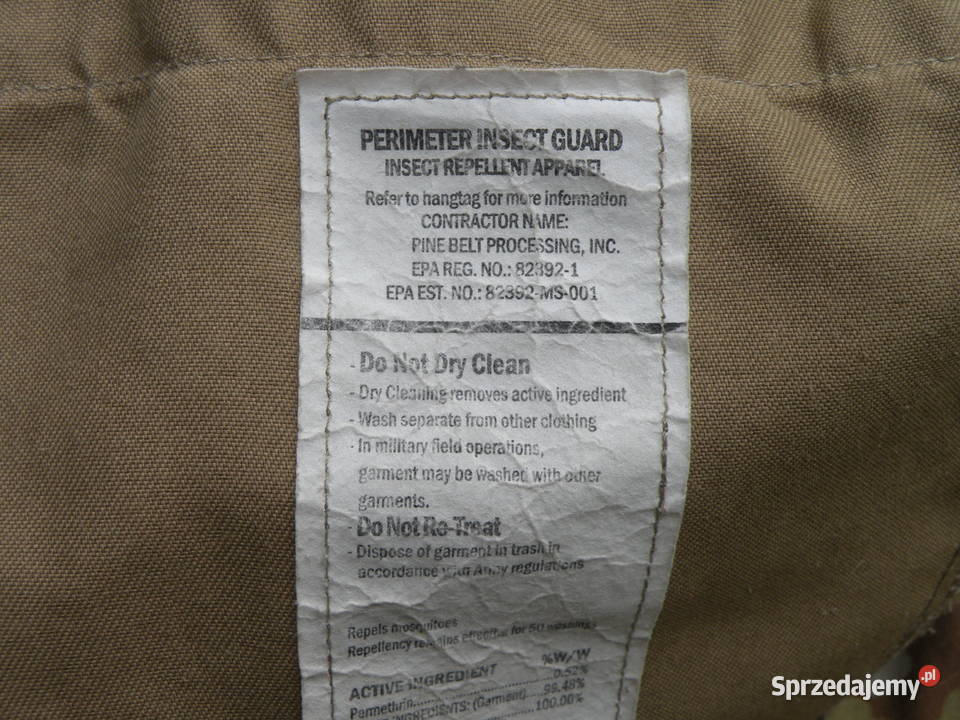 PERIMETER INSECT GUARD
INSECT REPELLENT APPAREL
Refer to hangtag for more information
CONTRACTOR NAME:
PINE BELT PROCESSING, INC.
EPA REG. NO.: 82392-1
EPA EST. NO.: 82392-MS-001
- Do Not Dry Clean
- Dry Cleaning removes active ingredient
- Wash separate from other clothing
- In military field operations,
garment may be washed with other
garments.
- Do Not Re-Treat
- Dispose of garment in trash in
accordance with Army regulations
Repels mosquitoes
Repellency remains effective for 50 washings
%W/W
ACTIVE INGREDIENT
Permethrin..................0.52%
INGREDIENTS: (Garment)......99.48%
100.00%
Sprzedajemy.pl